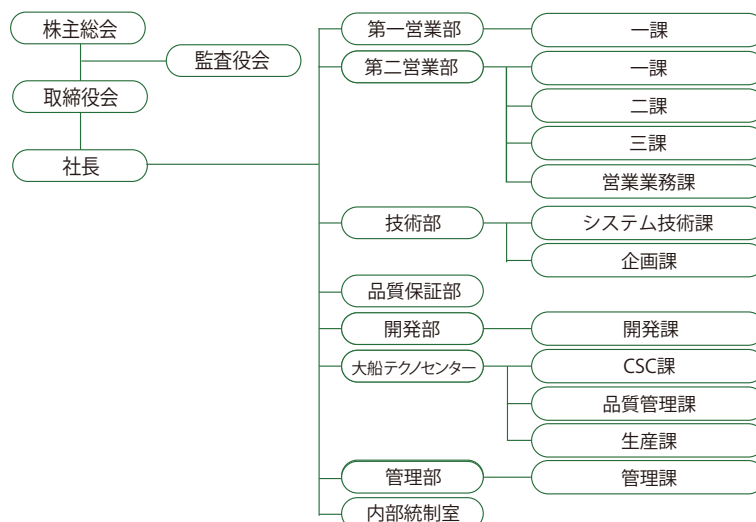 株主総会
監査役会
取締役会
社長
第一営業部
一課
第二営業部
一課
二課
三課
営業業務課
技術部
システム技術課
企画課
品質保証部
開発部
開発課
大船テクノセンター
CSC課
品質管理課
生産課
管理部
管理課
内部統制室